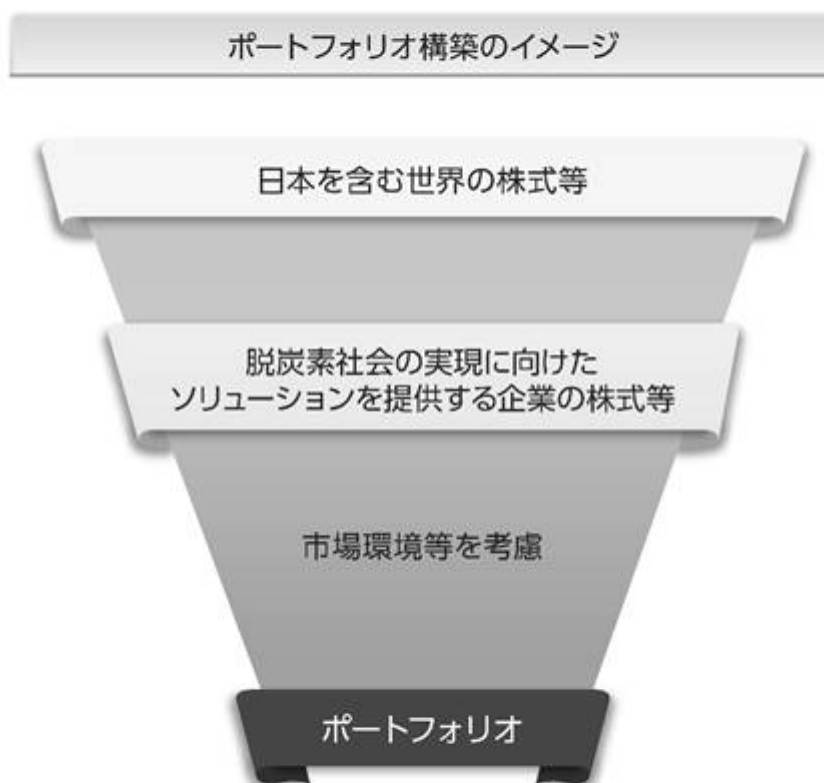 ポートフォリオ構築のイメージ
日本を含む世界の株式等
脱炭素社会の実現に向けた
ソリューションを提供する企業の株式等
市場環境等を考慮
ポートフォリオ